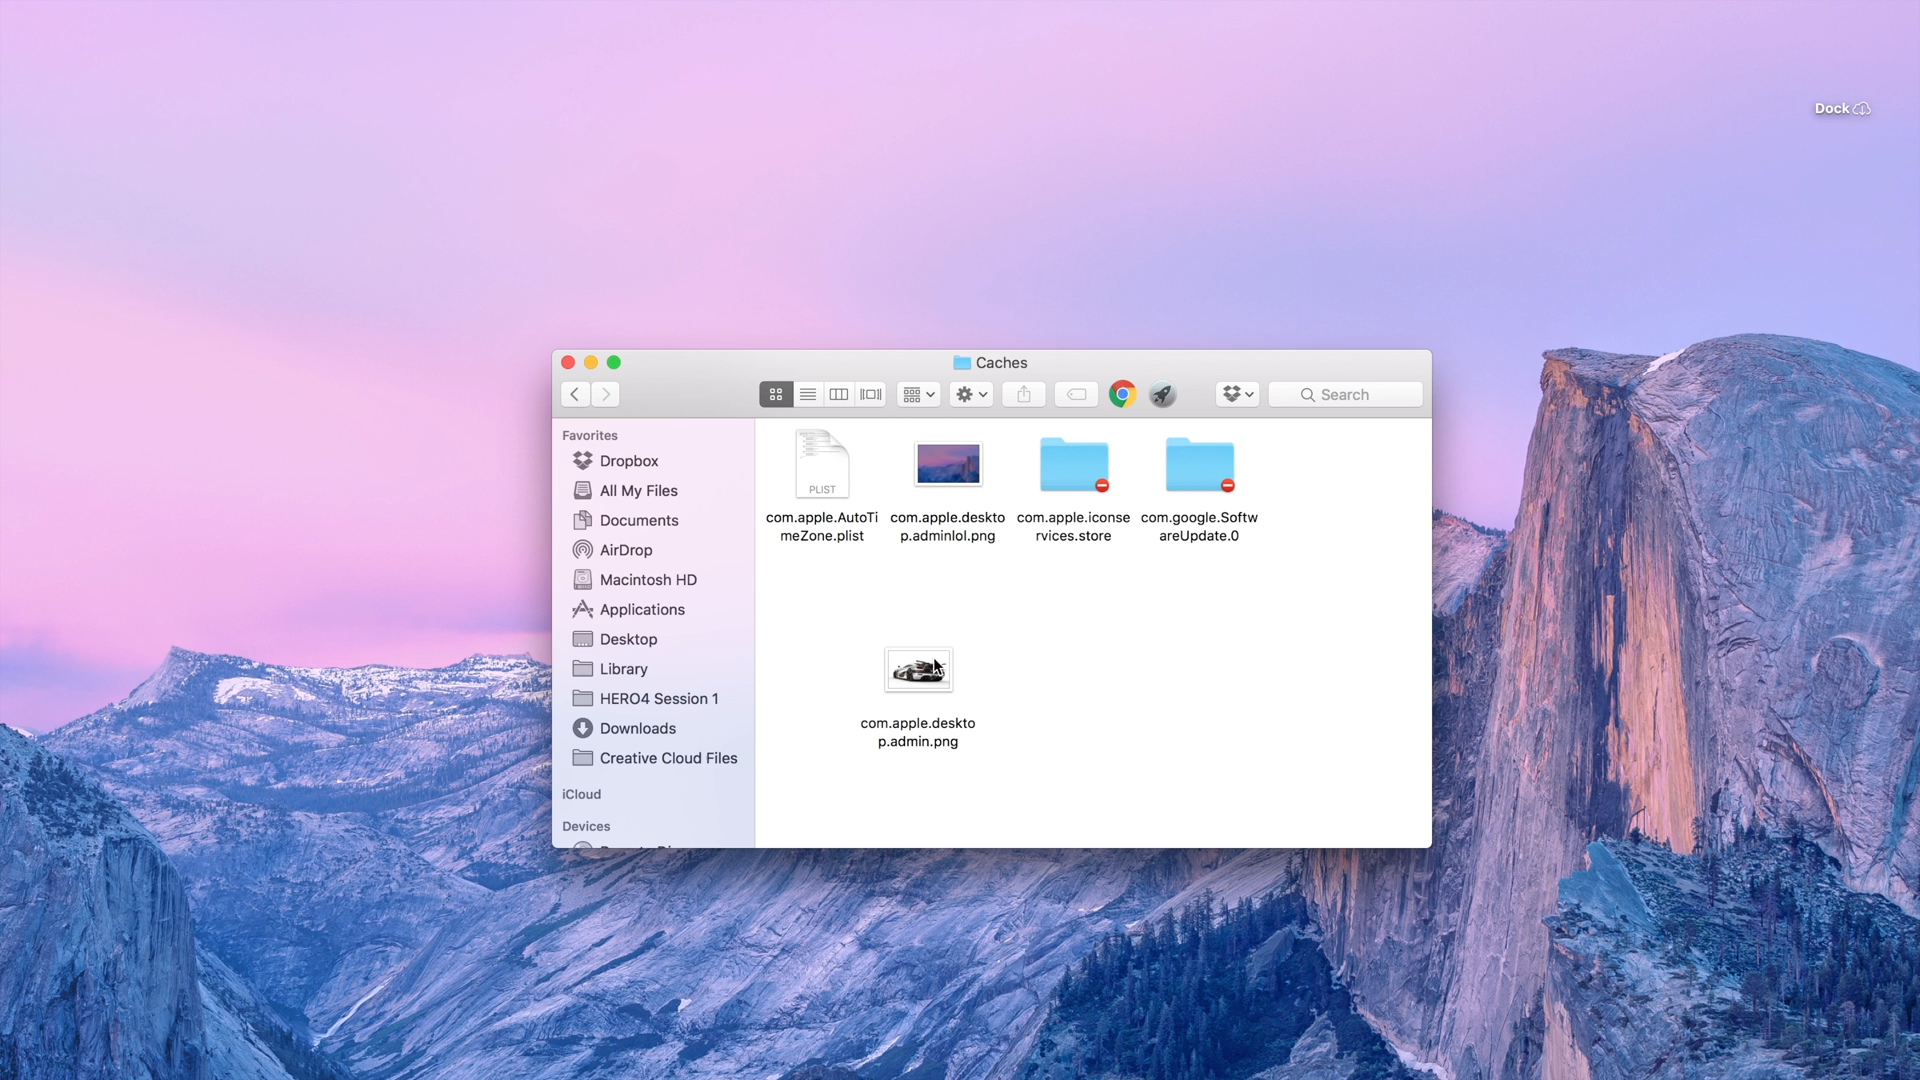 Dock
Caches
Search
Favorites
Dropbox
All My Files
Documents
AirDrop
Macintosh HD
Applications
Desktop
Library
HERO4 Session 1
Downloads
Creative Cloud Files
iCloud
Devices
PLIST
com.apple.AutoTi
meZone.plist
com.apple.deskto
p.adminlol.png
com.apple.iconse
rvices.store
com.google.Softw
areUpdate.0
com.apple.deskto
p.admin.png